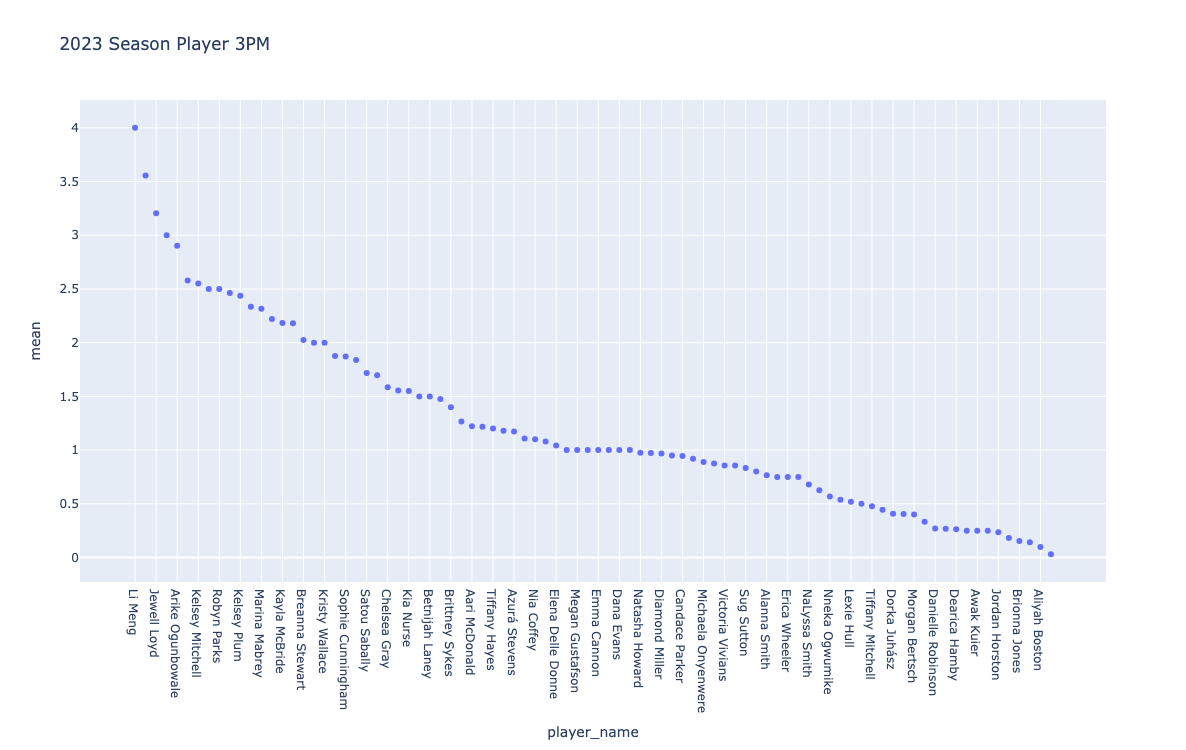 2023 Season Player 3PM
mean
4
3.5
3
2.5
2
1.5
1
0.5
0
Li Meng
Jewell Loyd
Arike Ogunbowale
Kelsey Mitchell
Robyn Parks
Kelsey Plum
Marina Mabrey
Kayla McBride
Breanna Stewart
Kristy Wallace
Sophie Cunningham
Satou Sabally
Chelsea Gray
Kia Nurse
Betnijah Laney
Brittney Sykes
Aari McDonald
Tiffany Hayes
Azurá Stevens
Nia Coffey
Elena Delle Donne
Megan Gustafson
Emma Cannon
Dana Evans
Natasha Howard
Diamond Miller
Candace Parker
Michaela Onyenwere
Victoria Vivians
Sug Sutton
Alanna Smith
Erica Wheeler
NaLyssa Smith
Nneka Ogwumike
Lexie Hull
Tiffany Mitchell
Dorka Juhász
Morgan Bertsch
Danielle Robinson
Dearica Hamby
Awak Kuier
Jordan Horston
Brionna Jones
Aliyah Boston
player_name